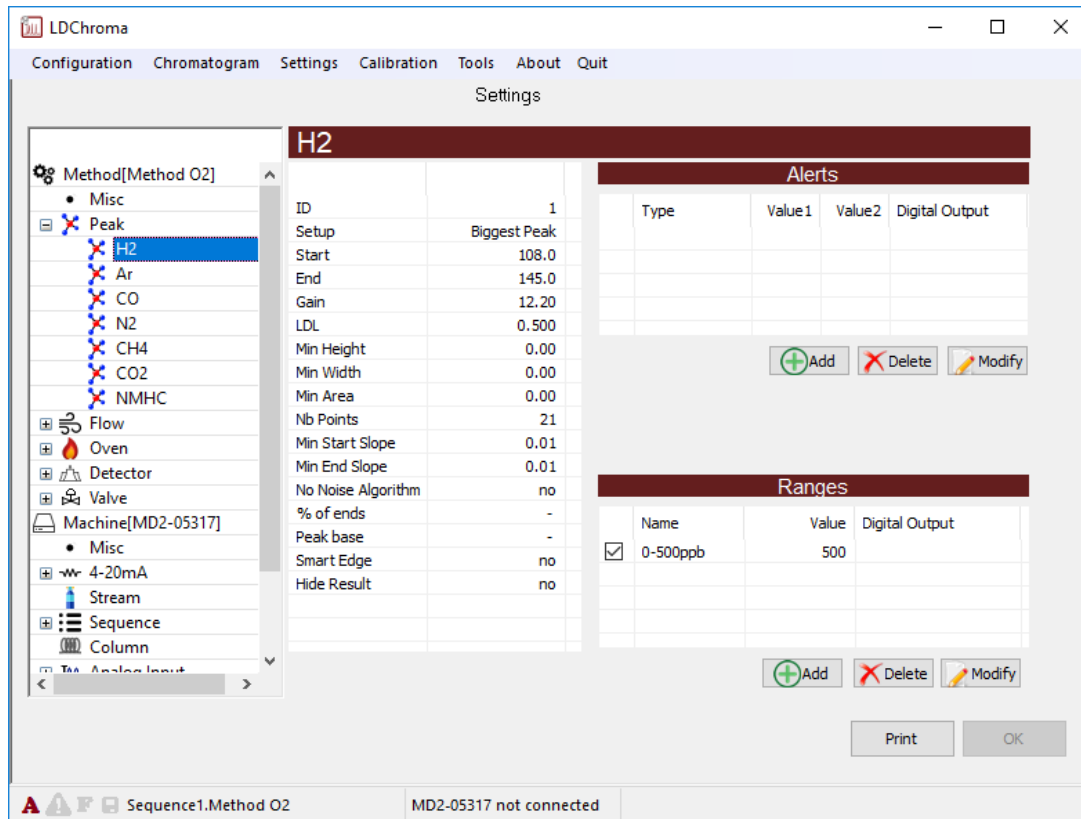 LDChroma
Configuration Chromatogram Settings Calibration Tools About Quit
Settings
Method[Method O2]
Misc
Peak
H2
Ar
CO
N2
CH4
CO2
NMHC
Flow
Oven
Detector
Valve
Machine[MD2-05317]
Misc
4-20mA
Stream
Sequence
Column
Analog Input
H2
ID 1
Setup Biggest Peak
Start 108.0
End 145.0
Gain 12.20
LDL 0.500
Min Height 0.00
Min Width 0.00
Min Area 0.00
Nb Points 21
Min Start Slope 0.01
Min End Slope 0.01
No Noise Algorithm no
% of ends -
Peak base -
Smart Edge no
Hide Result no
Alerts
Type Value1 Value2 Digital Output
Add Delete Modify
Ranges
Name Value Digital Output
0-500ppb 500
Add Delete Modify
Print OK
A F Sequence1.Method O2 MD2-05317 not connected